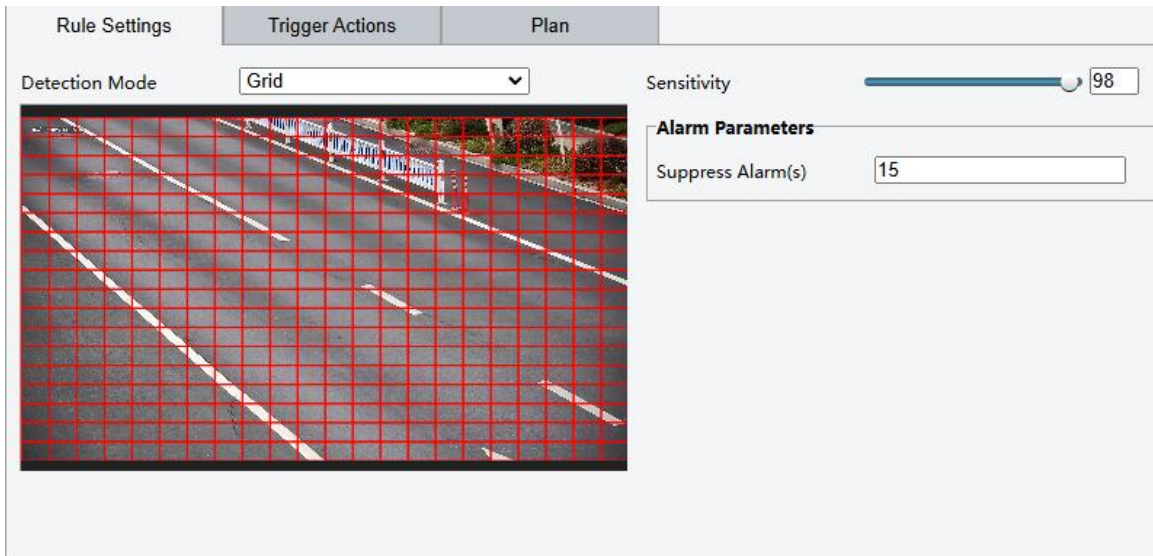 Rule Settings Trigger Actions Plan
Detection Mode Grid Sensitivity 98
Alarm Parameters
Suppress Alarm(s) 15